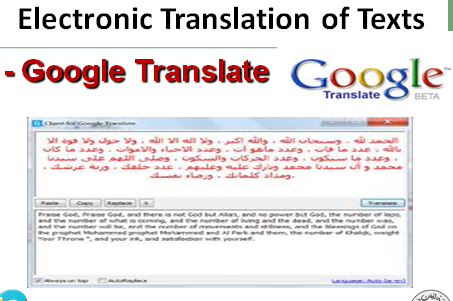 Electronic Translation of Texts
- Google Translate
Google™
Translate BETA
Client for Google Translate
الحمد لله ، وسبحان الله ، والله اكبر ، ولا اله الا الله ، ولا حول ولا قوة الا
بالله ، عدد ما فات ، وعدد ماهو ات ، وعدد الاحياء والاموات ، وعدد ما كان
، وعدد ما سيكون ، وعدد الحركات والسكون ، وصلى اللهم على سيدنا
محمد و آل سيدنا محمد وبارك عليه وعليهم ، عدد خلقك ، وزنة عرشك ،
ومداد كلماتك ، ورضاء نفسك.
Paste Copy Replace X Translate
Praise God, Praise God, and there is not God but Allah, and no power but God, the number of laps,
and the number of what is coming, and the number of living and the dead, and the number was,
and the number will be, and the number of movements and stillness, and the blessings of God on
the prophet Mohammed prophet Mohammed and Al Park and them, the number of Khalqk, weight
"Your Throne ", and your ink, and satisfaction with yourself.
Always on top AutoReplace Language: Auto (ar-en)